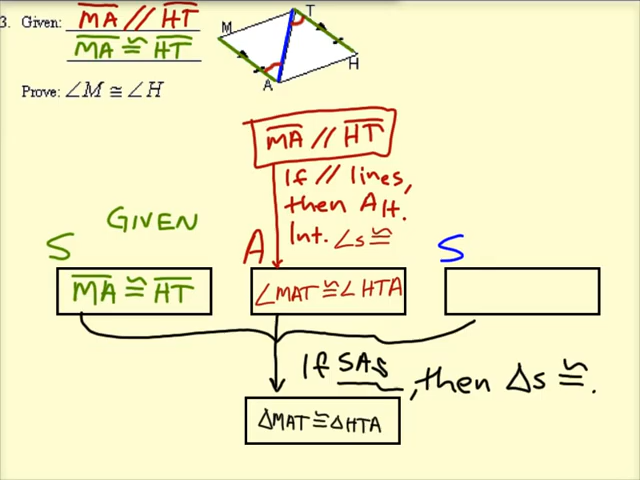 3. Given: MA // HT
MA ≅ HT
Prove: ∠M ≅ ∠H
M
T
A
H
MA // HT
If // lines,
then Alt.
Int. ∠s ≅
GIVEN
S
A
S
MA ≅ HT
∠MAT ≅ ∠HTA
If SAS, then △s ≅.
△MAT ≅ △HTA